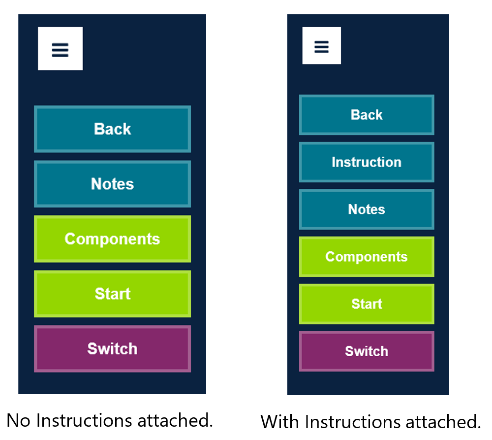 Back
Notes
Components
Start
Switch
No Instructions attached.
Back
Instruction
Notes
Components
Start
Switch
With Instructions attached.